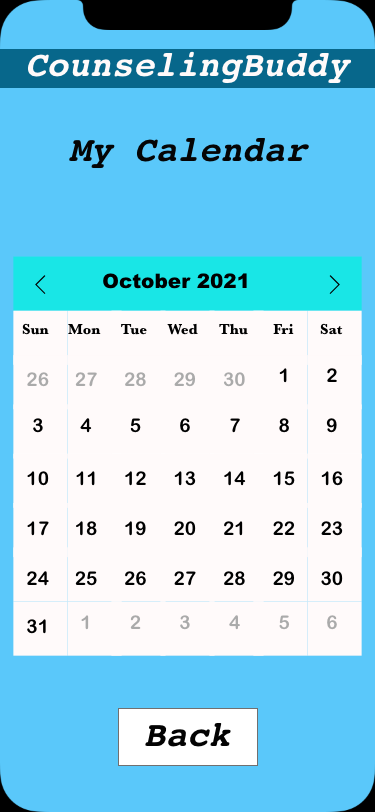 CounselingBuddy
My Calendar
October 2021
Sun Mon Tue Wed Thu Fri Sat
26 27 28 29 30 1 2
3 4 5 6 7 8 9
10 11 12 13 14 15 16
17 18 19 20 21 22 23
24 25 26 27 28 29 30
31 1 2 3 4 5 6
Back